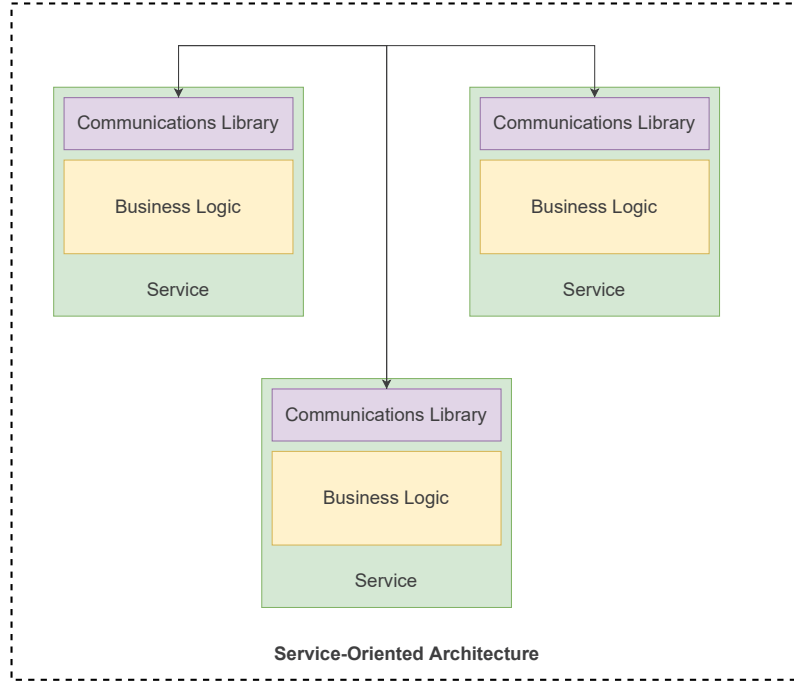 Communications Library
Business Logic
Service
Communications Library
Business Logic
Service
Communications Library
Business Logic
Service
Service-Oriented Architecture